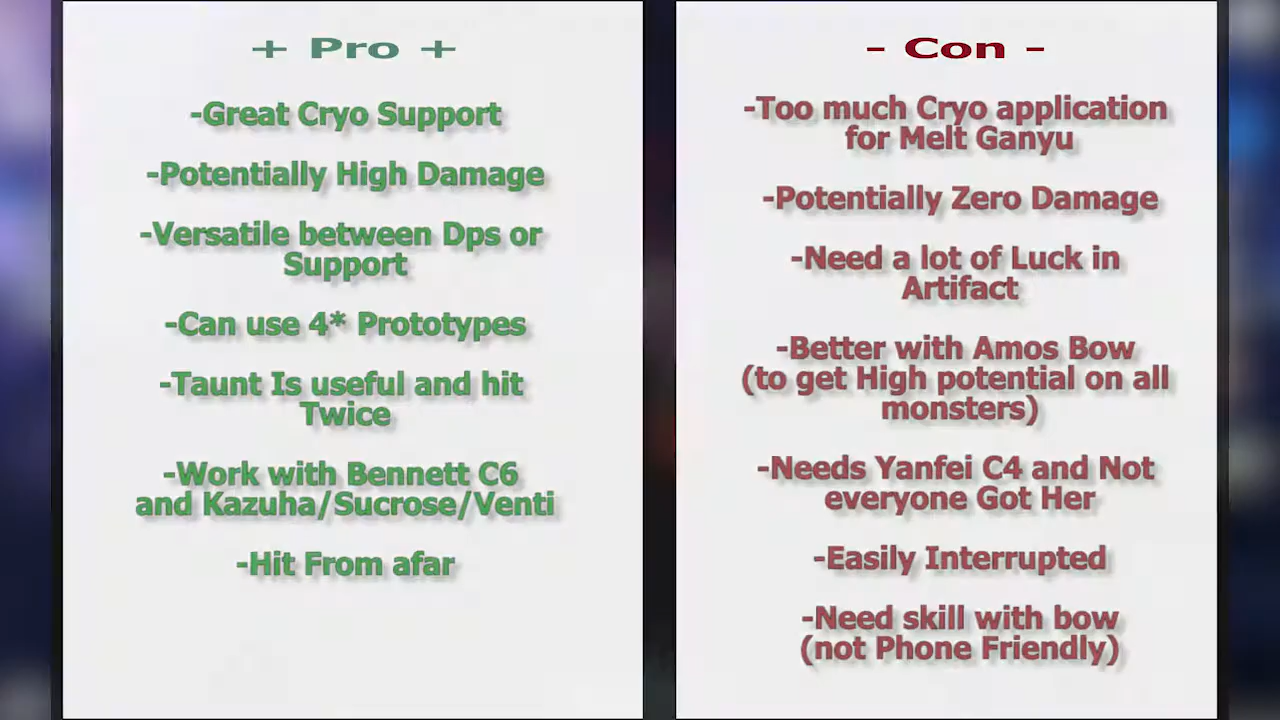 + Pro +
-Great Cryo Support
-Potentially High Damage
-Versatile between Dps or
Support
-Can use 4* Prototypes
-Taunt Is useful and hit
Twice
-Work with Bennett C6
and Kazuha/Sucrose/Venti
-Hit From afar
- Con -
-Too much Cryo application
for Melt Ganyu
-Potentially Zero Damage
-Need a lot of Luck in
Artifact
-Better with Amos Bow
(to get High potential on all
monsters)
-Needs Yanfei C4 and Not
everyone Got Her
-Easily Interrupted
-Need skill with bow
(not Phone Friendly)